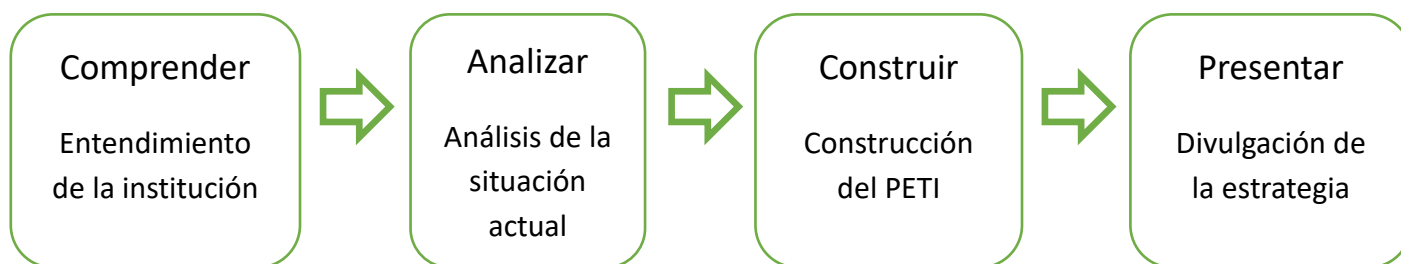 Comprender
Entendimiento
de la institución
Analizar
Análisis de la
situación
actual
Construir
Construcción
del PETI
Presentar
Divulgación de
la estrategia